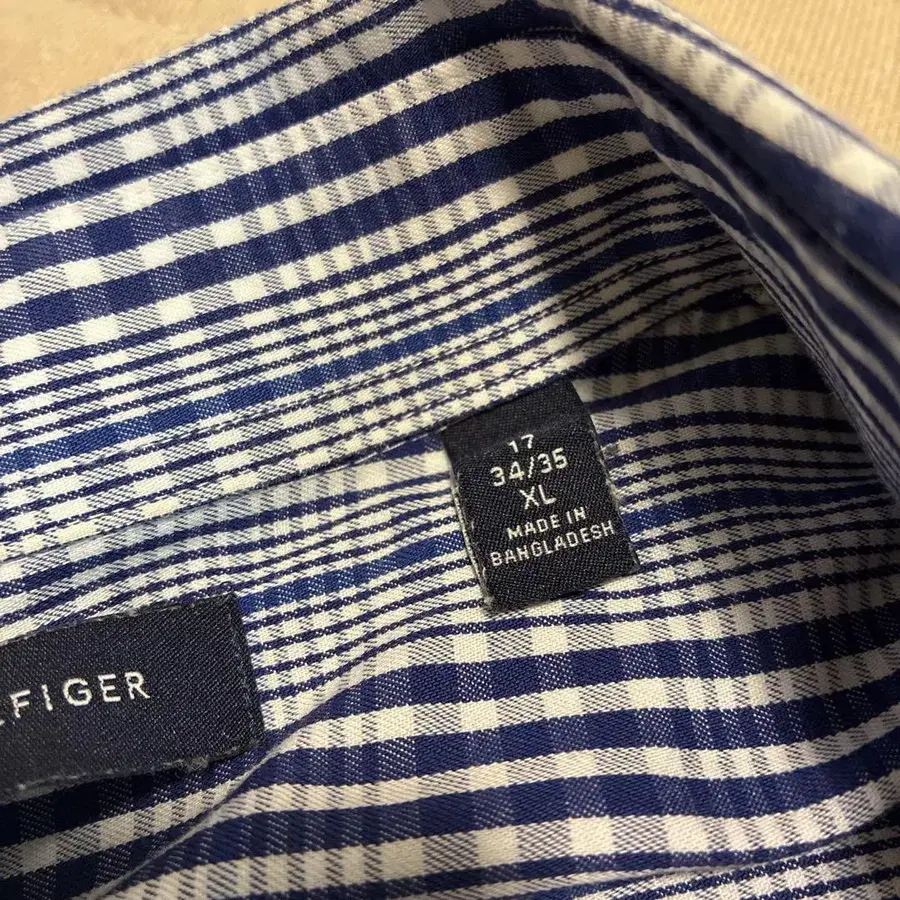 17
34/35
XL
MADE IN
BANGLADESH
FIGER